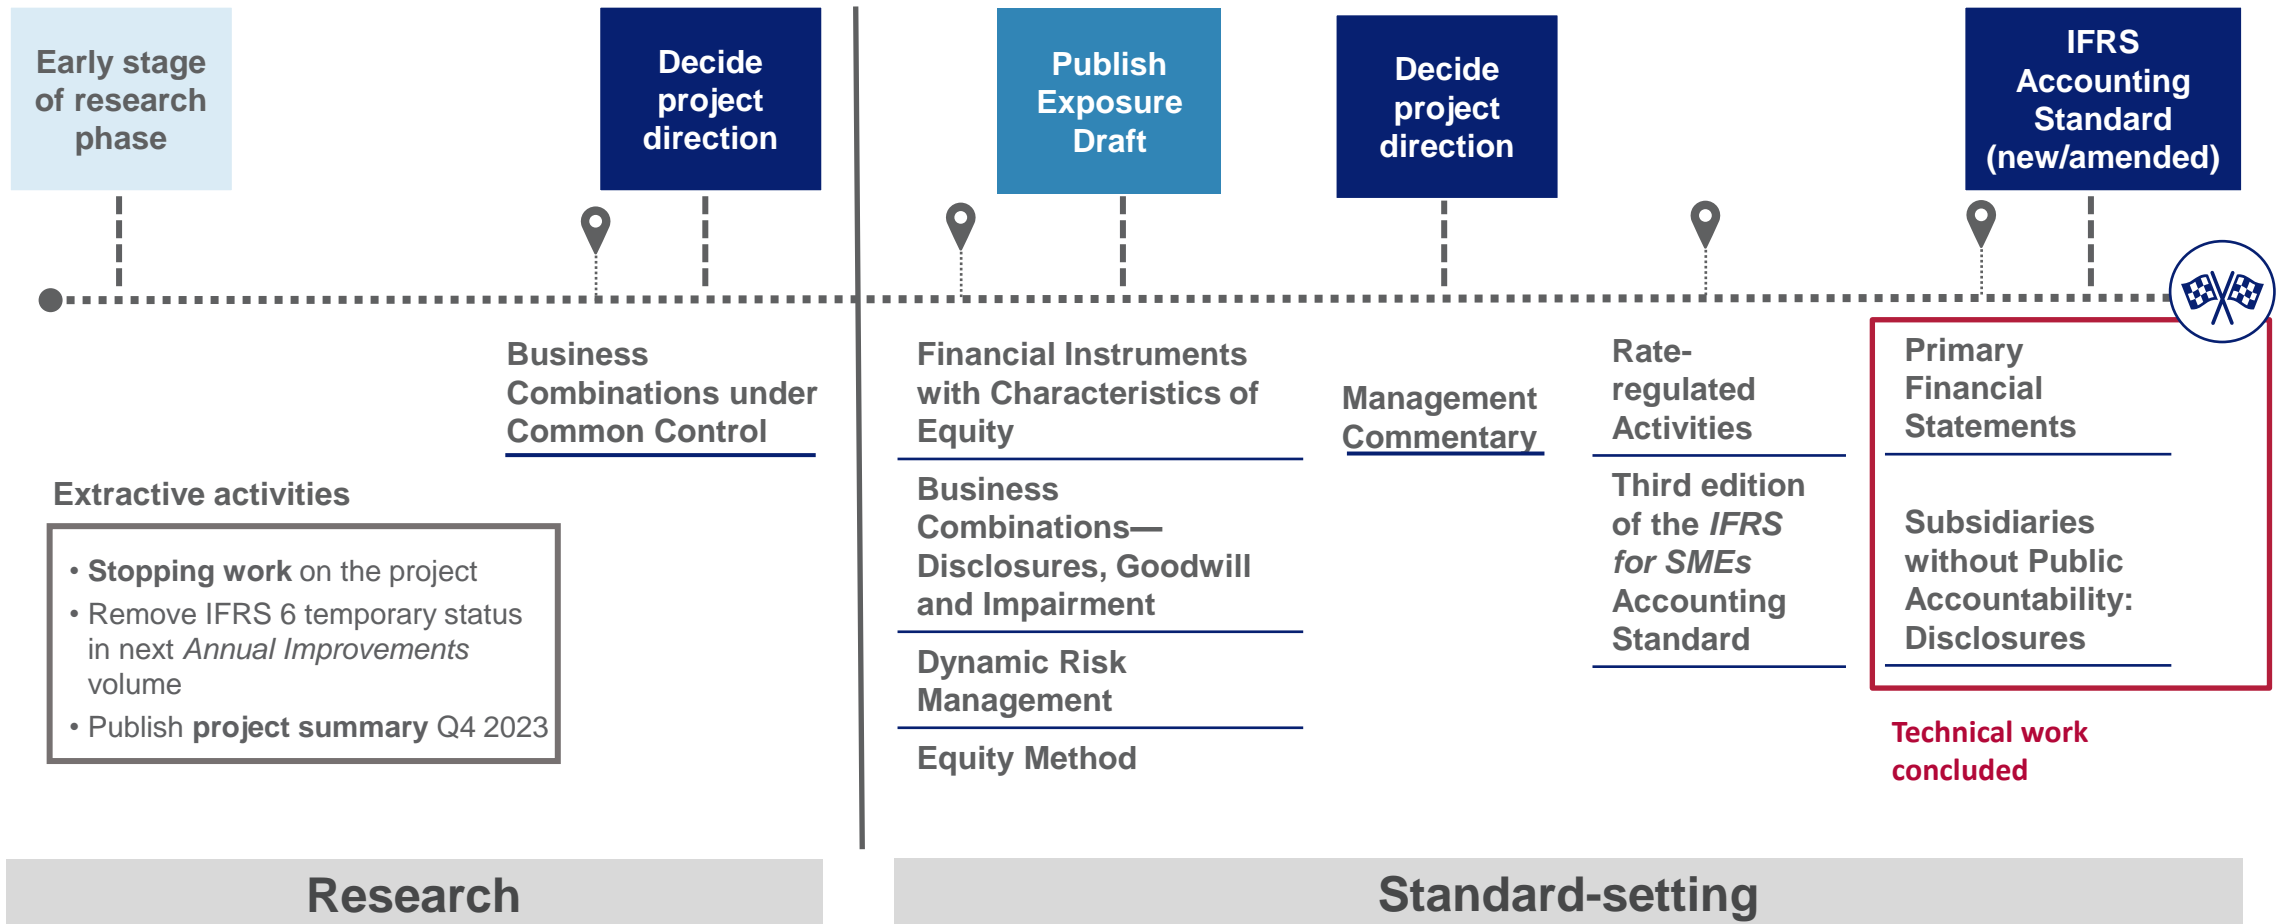 Early stage
of research
phase
Decide
project
direction
Publish
Exposure
Draft
Decide
project
direction
IFRS
Accounting
Standard
(new/amended)
Business
Combinations under
Common Control
Extractive activities
• Stopping work on the project
• Remove IFRS 6 temporary status
in next Annual Improvements
volume
• Publish project summary Q4 2023
Financial Instruments
with Characteristics of
Equity
Business
Combinations—
Disclosures, Goodwill
and Impairment
Dynamic Risk
Management
Equity Method
Management
Commentary
Rate-
regulated
Activities
Third edition
of the IFRS
for SMEs
Accounting
Standard
Primary
Financial
Statements
Subsidiaries
without Public
Accountability:
Disclosures
Technical work
concluded
Research
Standard-setting